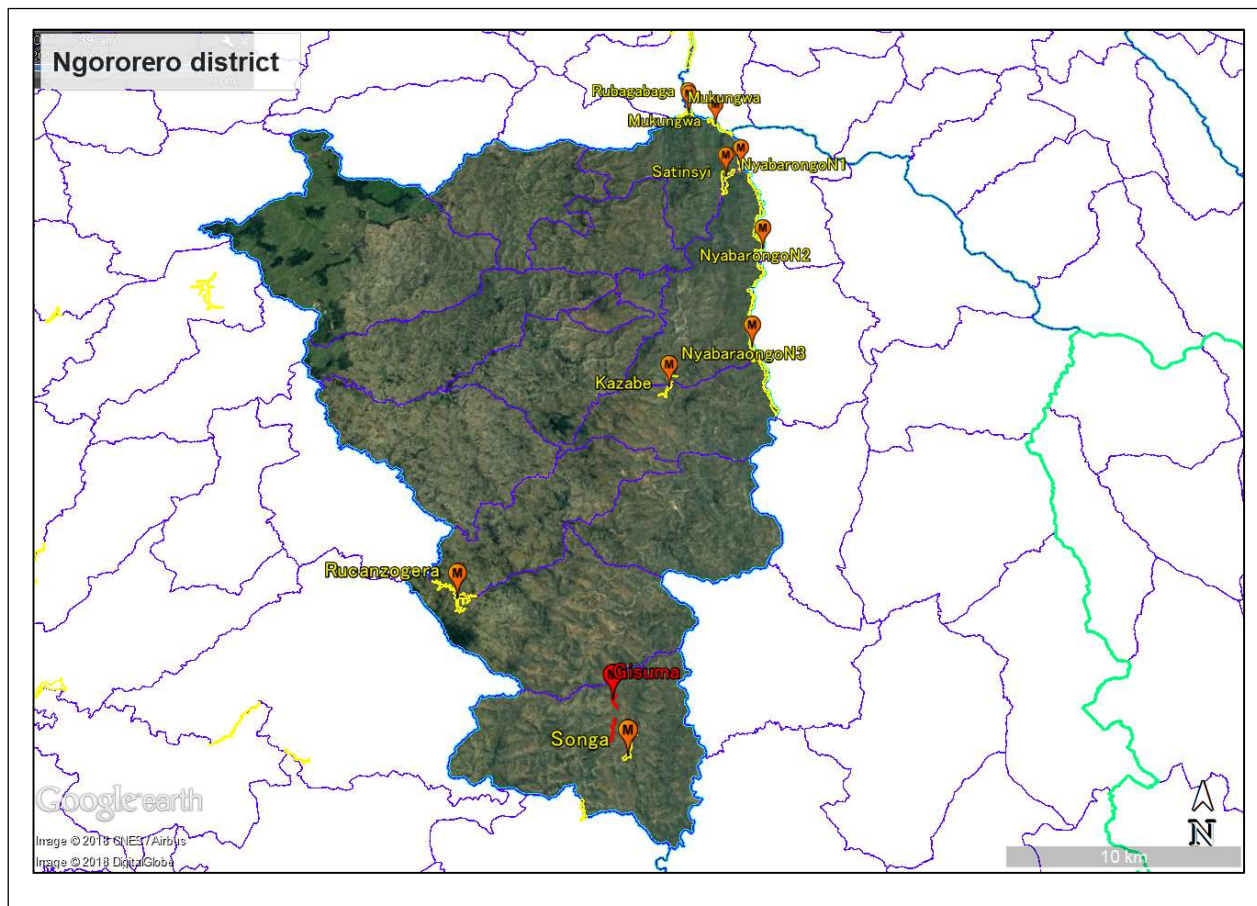 Ngororero district
Rubagabaga
Mukungwa
Mukungwa
M
M
M
NyabarongoN1
Satinsyi
M
NyabarongoN2
M
NyabaraongoN3
M
Kazabe
M
Rucanzogera
Gisuma
M
Songa
Google earth
Image © 2018 CNES / Airbus
Image © 2018 DigitalGlobe
N
10 km